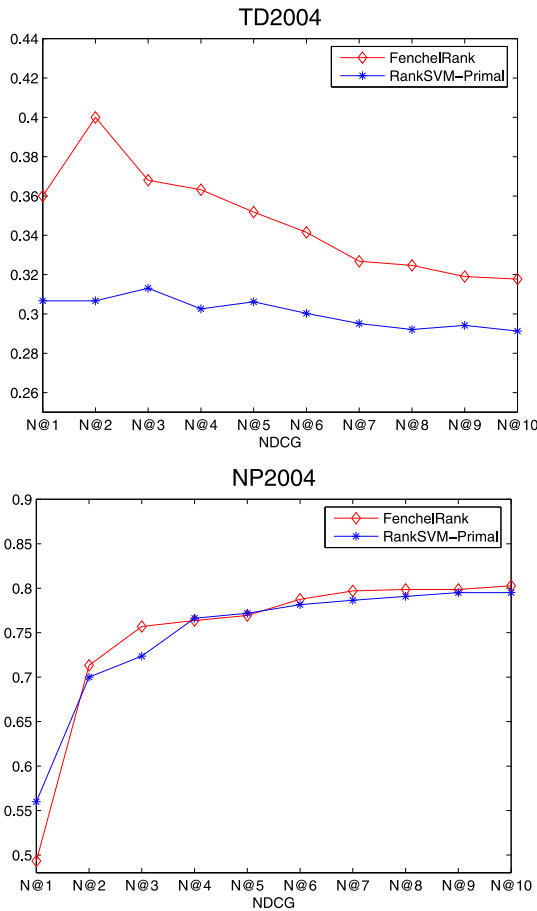 TD2004
0.44
0.42
0.4
0.38
0.36
0.34
0.32
0.3
0.28
0.26
FenchelRank
RankSVM-Primal
N@1 N@2 N@3 N@4 N@5 N@6 N@7 N@8 N@9 N@10
NDCG
NP2004
0.9
0.85
0.8
0.75
0.7
0.65
0.6
0.55
0.5
FenchelRank
RankSVM-Primal
N@1 N@2 N@3 N@4 N@5 N@6 N@7 N@8 N@9 N@10
NDCG